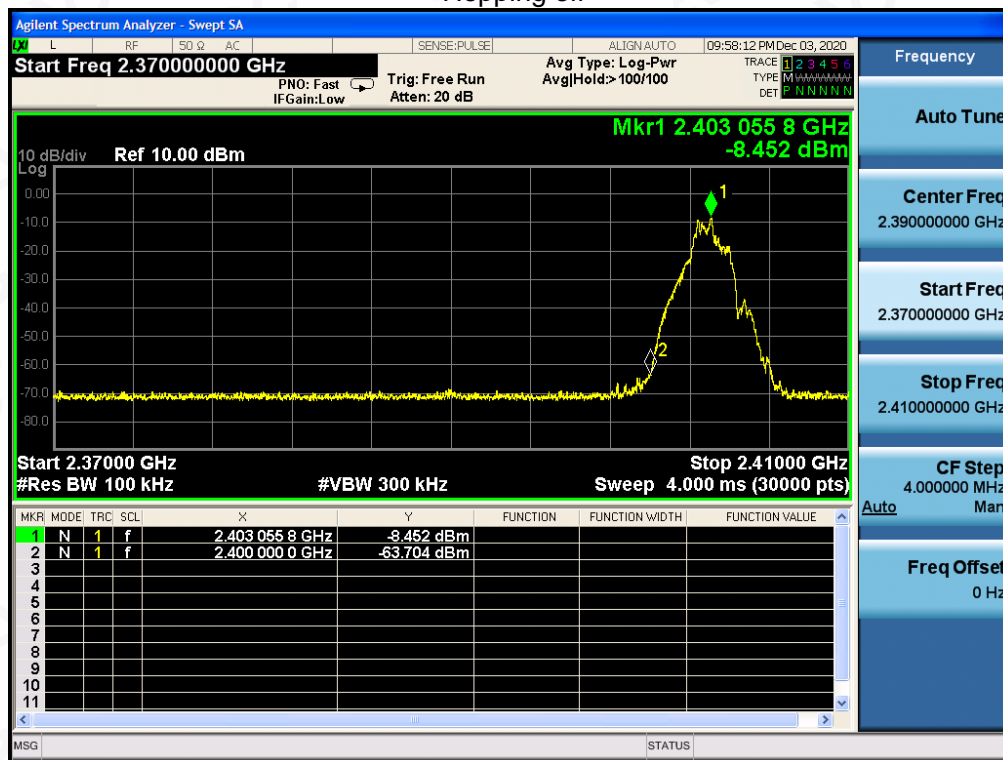 Agilent Spectrum Analyzer - Swept SA
LXI L RF 50 Ω AC SENSE:PULSE ALIGN AUTO 09:58:12 PM Dec 03, 2020
Start Freq 2.370000000 GHz
PNO: Fast
IFGain:Low
Trig: Free Run
Atten: 20 dB
Avg Type: Log-Pwr
Avg|Hold:>100/100
TRACE 1 2 3 4 5 6
TYPE M
DET P N N N N N
Mkr1 2.403 055 8 GHz
-8.452 dBm
10 dB/div Ref 10.00 dBm
Log
0.00
-10.0
-20.0
-30.0
-40.0
-50.0
-60.0
-70.0
-80.0
1
2
Start 2.37000 GHz Stop 2.41000 GHz
#Res BW 100 kHz #VBW 300 kHz Sweep 4.000 ms (30000 pts)
MKR MODE TRC SCL X Y FUNCTION FUNCTION WIDTH FUNCTION VALUE
1 N 1 f 2.403 055 8 GHz -8.452 dBm
2 N 1 f 2.400 000 0 GHz -63.704 dBm
3
4
5
6
7
8
9
10
11
MSG STATUS
Frequency
Auto Tune
Center Freq
2.390000000 GHz
Start Freq
2.370000000 GHz
Stop Freq
2.410000000 GHz
CF Step
4.000000 MHz
Auto Man
Freq Offset
0 Hz